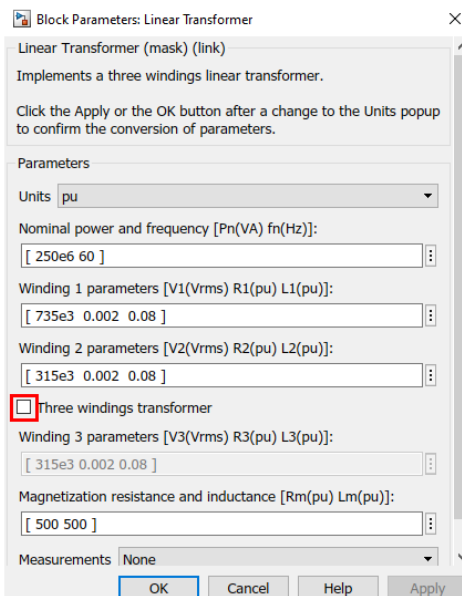 Block Parameters: Linear Transformer
Linear Transformer (mask) (link)
Implements a three windings linear transformer.
Click the Apply or the OK button after a change to the Units popup
to confirm the conversion of parameters.
Parameters
Units pu
Nominal power and frequency [Pn(VA) fn(Hz)]:
[ 250e6 60 ]
Winding 1 parameters [V1(Vrms) R1(pu) L1(pu)]:
[ 735e3 0.002 0.08 ]
Winding 2 parameters [V2(Vrms) R2(pu) L2(pu)]:
[ 315e3 0.002 0.08 ]
Three windings transformer
Winding 3 parameters [V3(Vrms) R3(pu) L3(pu)]:
[ 315e3 0.002 0.08 ]
Magnetization resistance and inductance [Rm(pu) Lm(pu)]:
[ 500 500 ]
Measurements None
OK Cancel Help Apply